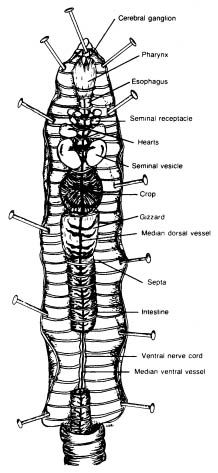 Cerebral ganglion
Pharynx
Esophagus
Seminal receptacle
Hearts
Seminal vesicle
Crop
Gizzard
Median dorsal vessel
Septa
Intestine
Ventral nerve cord
Median ventral vessel